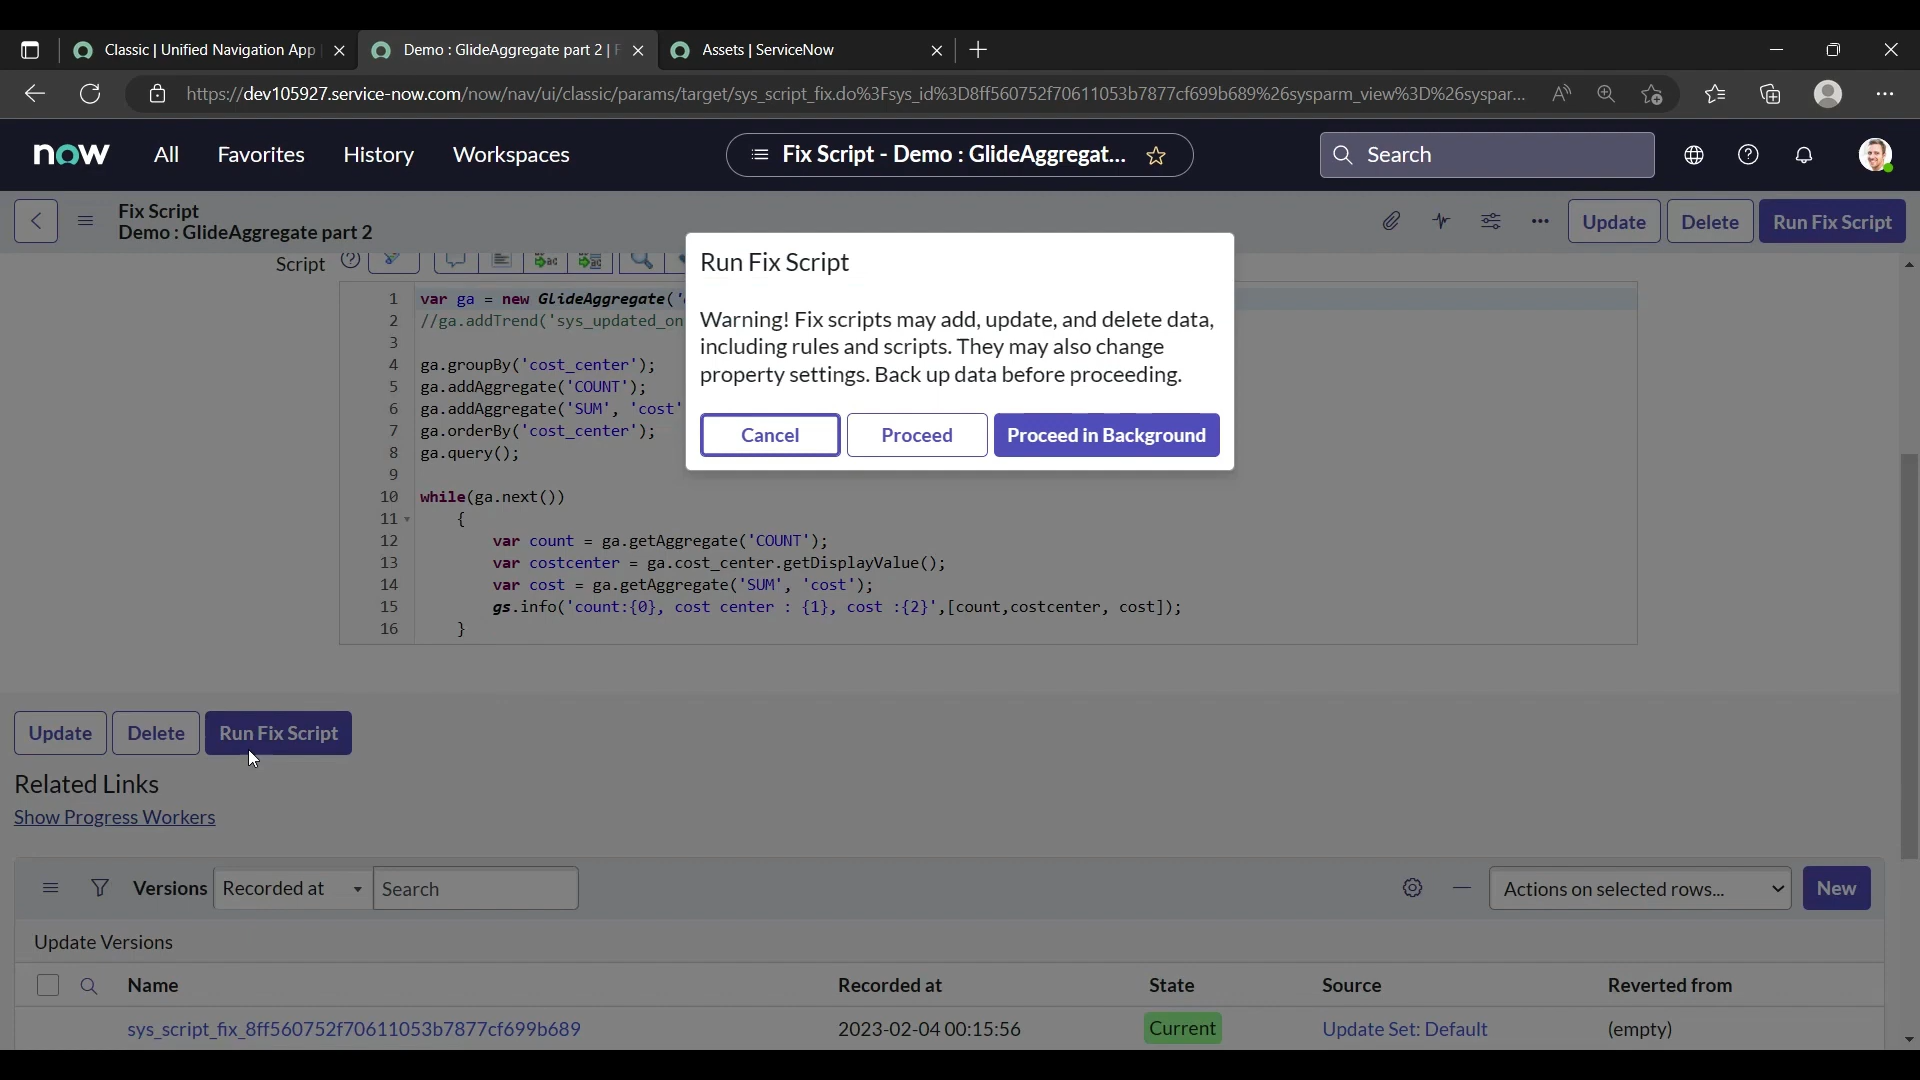 Classic | Unified Navigation App
Demo : GlideAggregate part 2 | F
Assets | ServiceNow
https://dev105927.service-now.com/now/nav/ui/classic/params/target/sys_script_fix.do%3Fsys_id%3D8ff560752f70611053b7877cf699b689%26sysparm_view%3D%26syspar...
now
All
Favorites
History
Workspaces
Fix Script - Demo : GlideAggregat...
Search
Fix Script
Demo : GlideAggregate part 2
Update
Delete
Run Fix Script
Script
Run Fix Script
Warning! Fix scripts may add, update, and delete data,
including rules and scripts. They may also change
property settings. Back up data before proceeding.
Cancel
Proceed
Proceed in Background
1 var ga = new GlideAggregate('
2 //ga.addTrend('sys_updated_on
3
4 ga.groupBy('cost_center');
5 ga.addAggregate('COUNT');
6 ga.addAggregate('SUM', 'cost'
7 ga.orderBy('cost_center');
8 ga.query();
9
10 while(ga.next())
11 {
12 var count = ga.getAggregate('COUNT');
13 var costcenter = ga.cost_center.getDisplayValue();
14 var cost = ga.getAggregate('SUM', 'cost');
15 gs.info('count:{0}, cost center : {1}, cost :{2}',[count,costcenter, cost]);
16 }
Update
Delete
Run Fix Script
Related Links
Show Progress Workers
Versions
Recorded at
Search
Actions on selected rows...
New
Update Versions
Name
Recorded at
State
Source
Reverted from
sys_script_fix_8ff560752f70611053b7877cf699b689
2023-02-04 00:15:56
Current
Update Set: Default
(empty)